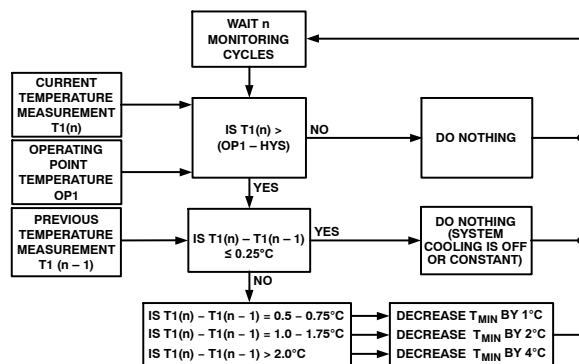 WAIT n
MONITORING
CYCLES
CURRENT
TEMPERATURE
MEASUREMENT
T1(n)
IS T1(n) >
(OP1 – HYS)
NO
DO NOTHING
OPERATING
POINT
TEMPERATURE
OP1
YES
PREVIOUS
TEMPERATURE
MEASUREMENT
T1 (n – 1)
IS T1(n) – T1(n – 1)
≤ 0.25°C
YES
DO NOTHING
(SYSTEM
COOLING IS OFF
OR CONSTANT)
NO
IS T1(n) – T1(n – 1) = 0.5 – 0.75°C
IS T1(n) – T1(n – 1) = 1.0 – 1.75°C
IS T1(n) – T1(n – 1) > 2.0°C
DECREASE TMIN BY 1°C
DECREASE TMIN BY 2°C
DECREASE TMIN BY 4°C